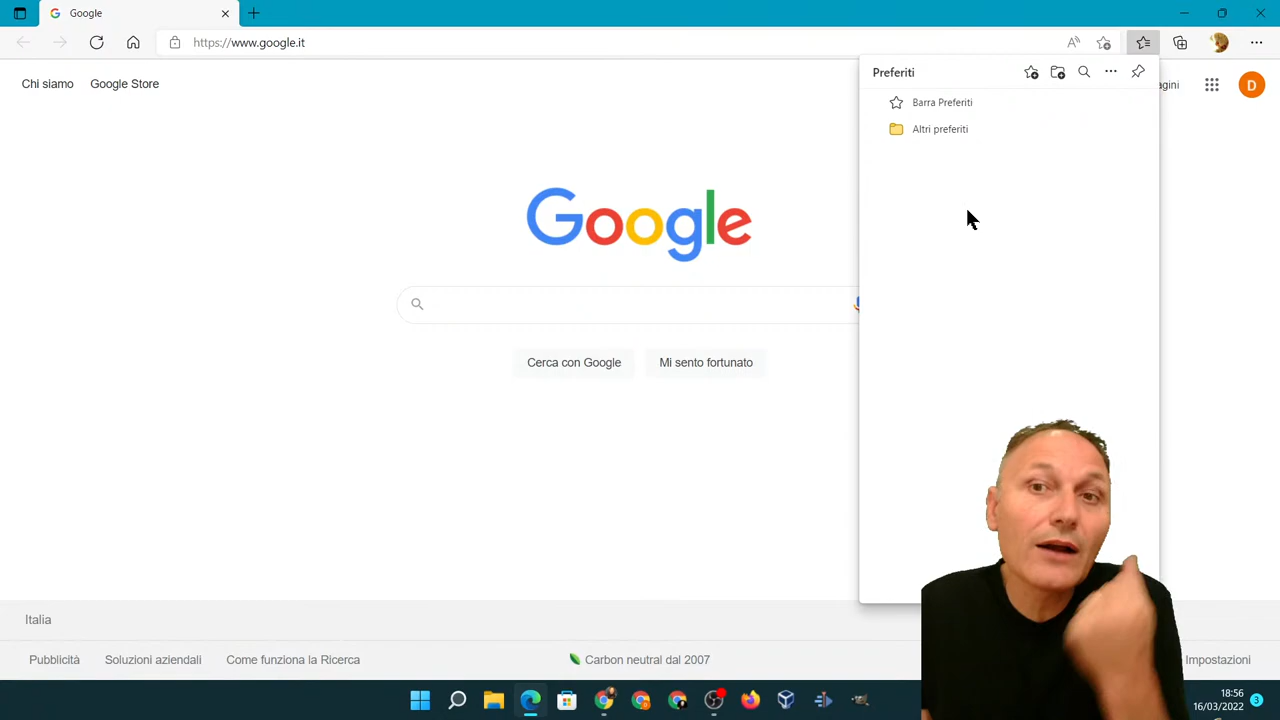 Google
https://www.google.it
Chi siamo
Google Store
agini
D
Preferiti
Barra Preferiti
Altri preferiti
Google
Cerca con Google
Mi sento fortunato
Italia
Pubblicità
Soluzioni aziendali
Come funziona la Ricerca
Carbon neutral dal 2007
Impostazioni
18:56
16/03/2022
3